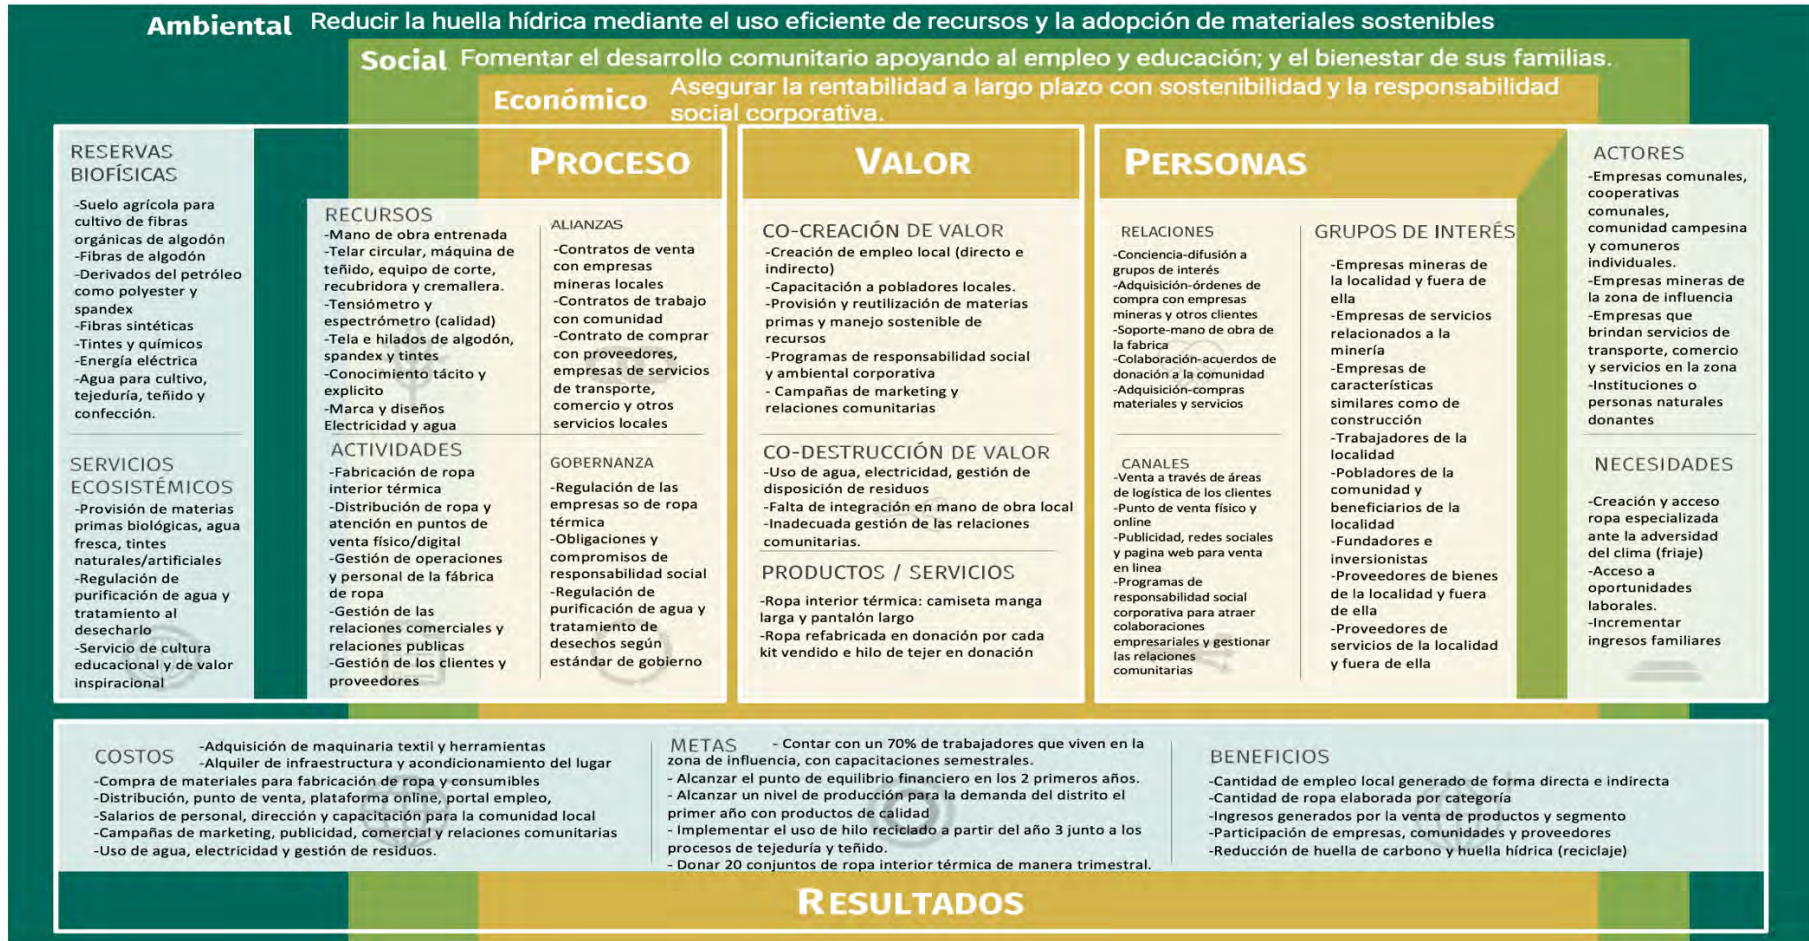 Ambiental Reducir la huella hídrica mediante el uso eficiente de recursos y la adopción de materiales sostenibles
Social Fomentar el desarrollo comunitario apoyando al empleo y educación; y el bienestar de sus familias.
Económico Asegurar la rentabilidad a largo plazo con sostenibilidad y la responsabilidad
social corporativa.
RESERVAS
BIOFÍSICAS
-Suelo agrícola para
cultivo de fibras
orgánicas de algodón
-Fibras de algodón
-Derivados del petróleo
como polyester y
spandex
-Fibras sintéticas
-Tintes y químicos
-Energía eléctrica
-Agua para cultivo,
tejeduría, teñido y
confección.
SERVICIOS
ECOSISTÉMICOS
-Provisión de materias
primas biológicas, agua
fresca, tintes
naturales/artificiales
-Regulación de
purificación de agua y
tratamiento al
desecharlo
-Servicio de cultura
educacional y de valor
inspiracional
PROCESO
RECURSOS
-Mano de obra entrenada
-Telar circular, máquina de
teñido, equipo de corte,
recubridora y cremallera.
-Tensiómetro y
espectrómetro (calidad)
-Tela e hilados de algodón,
spandex y tintes
-Conocimiento tácito y
explicito
-Marca y diseños
Electricidad y agua
ALIANZAS
-Contratos de venta
con empresas
mineras locales
-Contratos de trabajo
con comunidad
-Contrato de comprar
con proveedores,
empresas de servicios
de transporte,
comercio y otros
servicios locales
ACTIVIDADES
-Fabricación de ropa
interior térmica
-Distribución de ropa y
atención en puntos de
venta físico/digital
-Gestión de operaciones
y personal de la fábrica
de ropa
-Gestión de las
relaciones comerciales y
relaciones publicas
-Gestión de los clientes y
proveedores
GOBERNANZA
-Regulación de las
empresas so de ropa
térmica
-Obligaciones y
compromisos de
responsabilidad social
-Regulación de
purificación de agua y
tratamiento de
desechos según
estándar de gobierno
VALOR
CO-CREACIÓN DE VALOR
-Creación de empleo local (directo e
indirecto)
-Capacitación a pobladores locales.
-Provisión y reutilización de materias
primas y manejo sostenible de
recursos
-Programas de responsabilidad social
y ambiental corporativa
- Campañas de marketing y
relaciones comunitarias
CO-DESTRUCCIÓN DE VALOR
-Uso de agua, electricidad, gestión de
disposición de residuos
-Falta de integración en mano de obra local
-Inadecuada gestión de las relaciones
comunitarias.
PRODUCTOS / SERVICIOS
-Ropa interior térmica: camiseta manga
larga y pantalón largo
-Ropa refabricada en donación por cada
kit vendido e hilo de tejer en donación
PERSONAS
RELACIONES
-Conciencia-difusión a
grupos de interés
-Adquisición-órdenes de
compra con empresas
mineras y otros clientes
-Soporte-mano de obra de
la fabrica
-Colaboración-acuerdos de
donación a la comunidad
-Adquisición-compras
materiales y servicios
CANALES
-Venta a través de áreas
de logística de los clientes
-Punto de venta físico y
online
-Publicidad, redes sociales
y pagina web para venta
en linea
-Programas de
responsabilidad social
corporativa para atraer
colaboraciones
empresariales y gestionar
las relaciones
comunitarias
GRUPOS DE INTERÉS
-Empresas mineras de
la localidad y fuera de
ella
-Empresas de servicios
relacionados a la
minería
-Empresas de
características
similares como de
construcción
-Trabajadores de la
localidad
-Pobladores de la
comunidad y
beneficiarios de la
localidad
-Fundadores e
inversionistas
-Proveedores de bienes
de la localidad y fuera
de ella
-Proveedores de
servicios de la localidad
y fuera de ella
ACTORES
-Empresas comunales,
cooperativas
comunales,
comunidad campesina
y comuneros
individuales.
-Empresas mineras de
la zona de influencia
-Empresas que
brindan servicios de
transporte, comercio
y servicios en la zona
-Instituciones o
personas naturales
donantes
NECESIDADES
-Creación y acceso
ropa especializada
ante la adversidad
del clima (friaje)
-Acceso a
oportunidades
laborales.
-Incrementar
ingresos familiares
COSTOS
-Adquisición de maquinaria textil y herramientas
-Alquiler de infraestructura y acondicionamiento del lugar
-Compra de materiales para fabricación de ropa y consumibles
-Distribución, punto de venta, plataforma online, portal empleo,
-Salarios de personal, dirección y capacitación para la comunidad local
-Campañas de marketing, publicidad, comercial y relaciones comunitarias
-Uso de agua, electricidad y gestión de residuos.
METAS - Contar con un 70% de trabajadores que viven en la
zona de influencia, con capacitaciones semestrales.
- Alcanzar el punto de equilibrio financiero en los 2 primeros años.
- Alcanzar un nivel de producción para la demanda del distrito el
primer año con productos de calidad
- Implementar el uso de hilo reciclado a partir del año 3 junto a los
procesos de tejeduría y teñido.
- Donar 20 conjuntos de ropa interior térmica de manera trimestral.
BENEFICIOS
-Cantidad de empleo local generado de forma directa e indirecta
-Cantidad de ropa elaborada por categoría
-Ingresos generados por la venta de productos y segmento
-Participación de empresas, comunidades y proveedores
-Reducción de huella de carbono y huella hídrica (reciclaje)
RESULTADOS